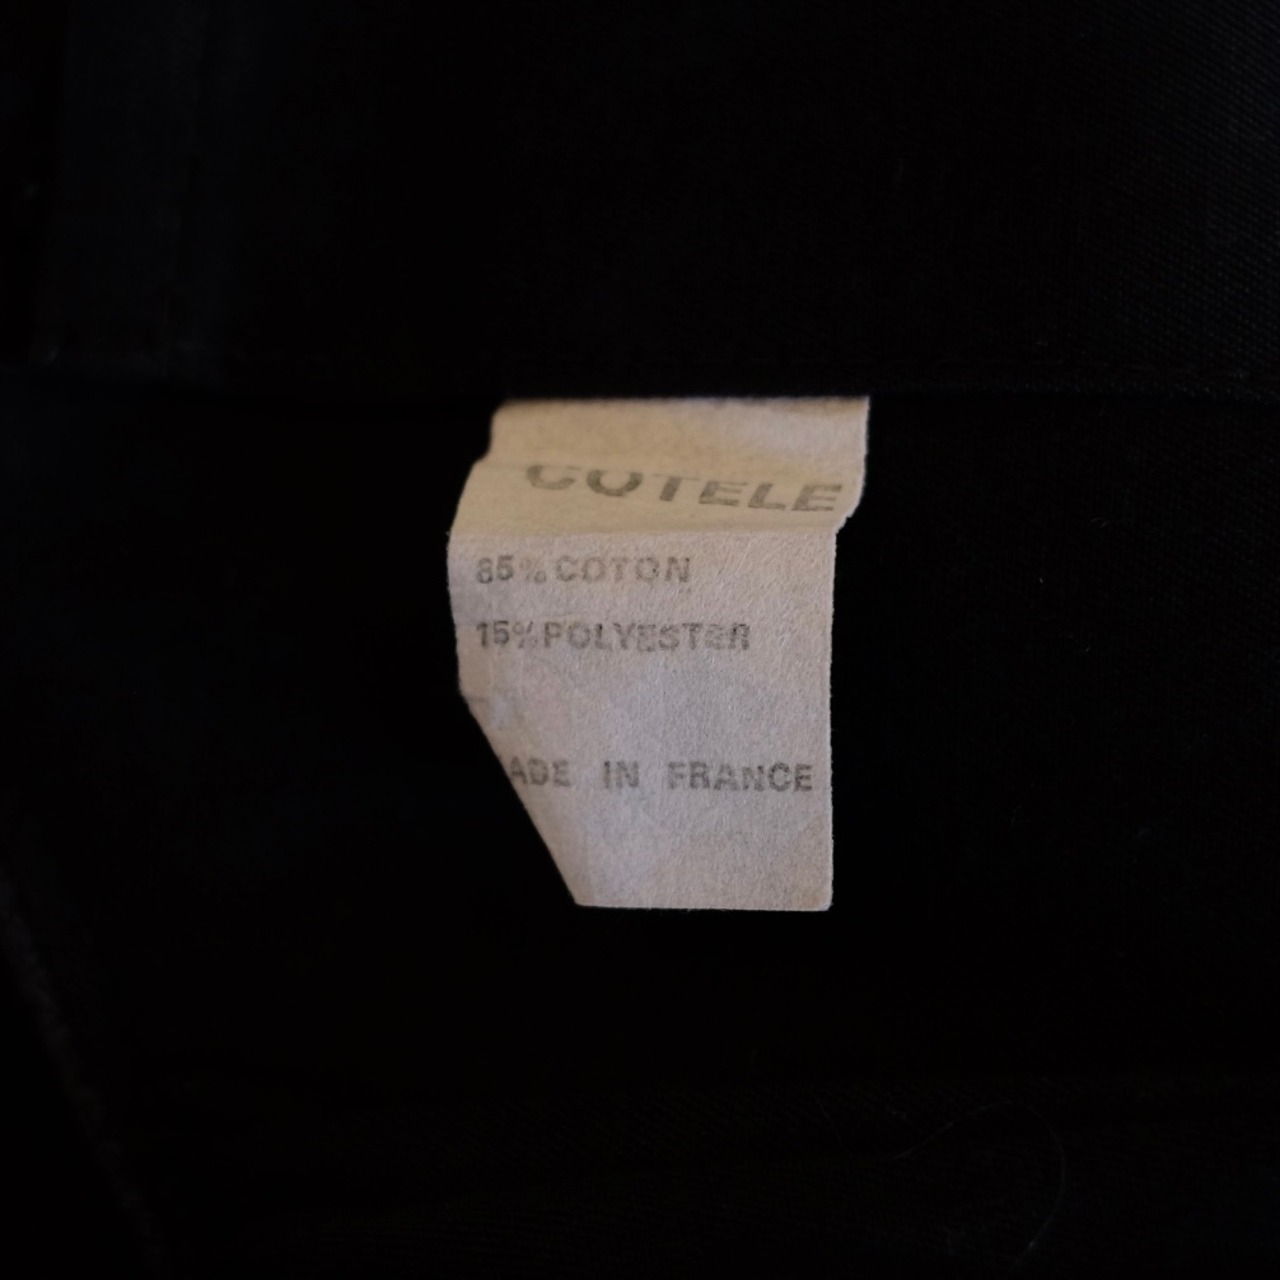 COTELE
85% COTON
15% POLYESTER
ADE IN FRANCE